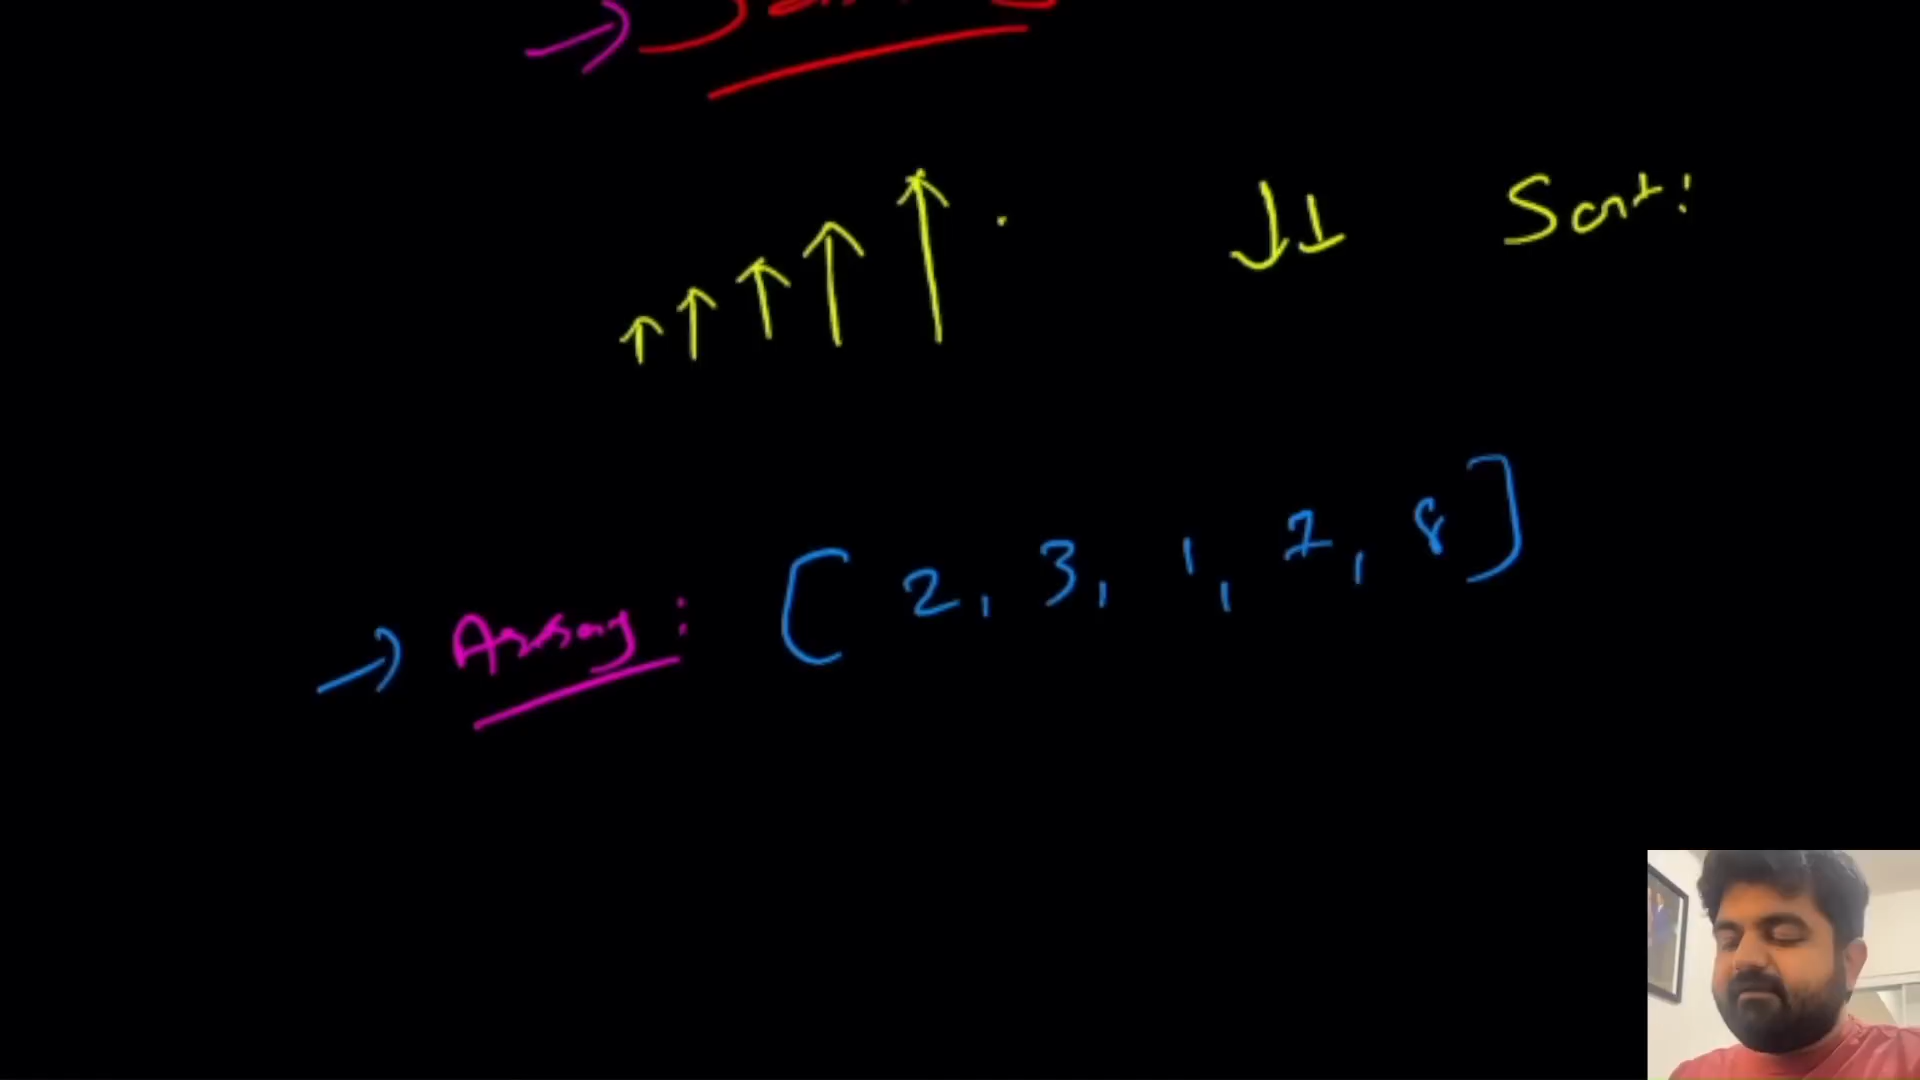 Sort:
Array: [2, 3, 1, 7, 8]